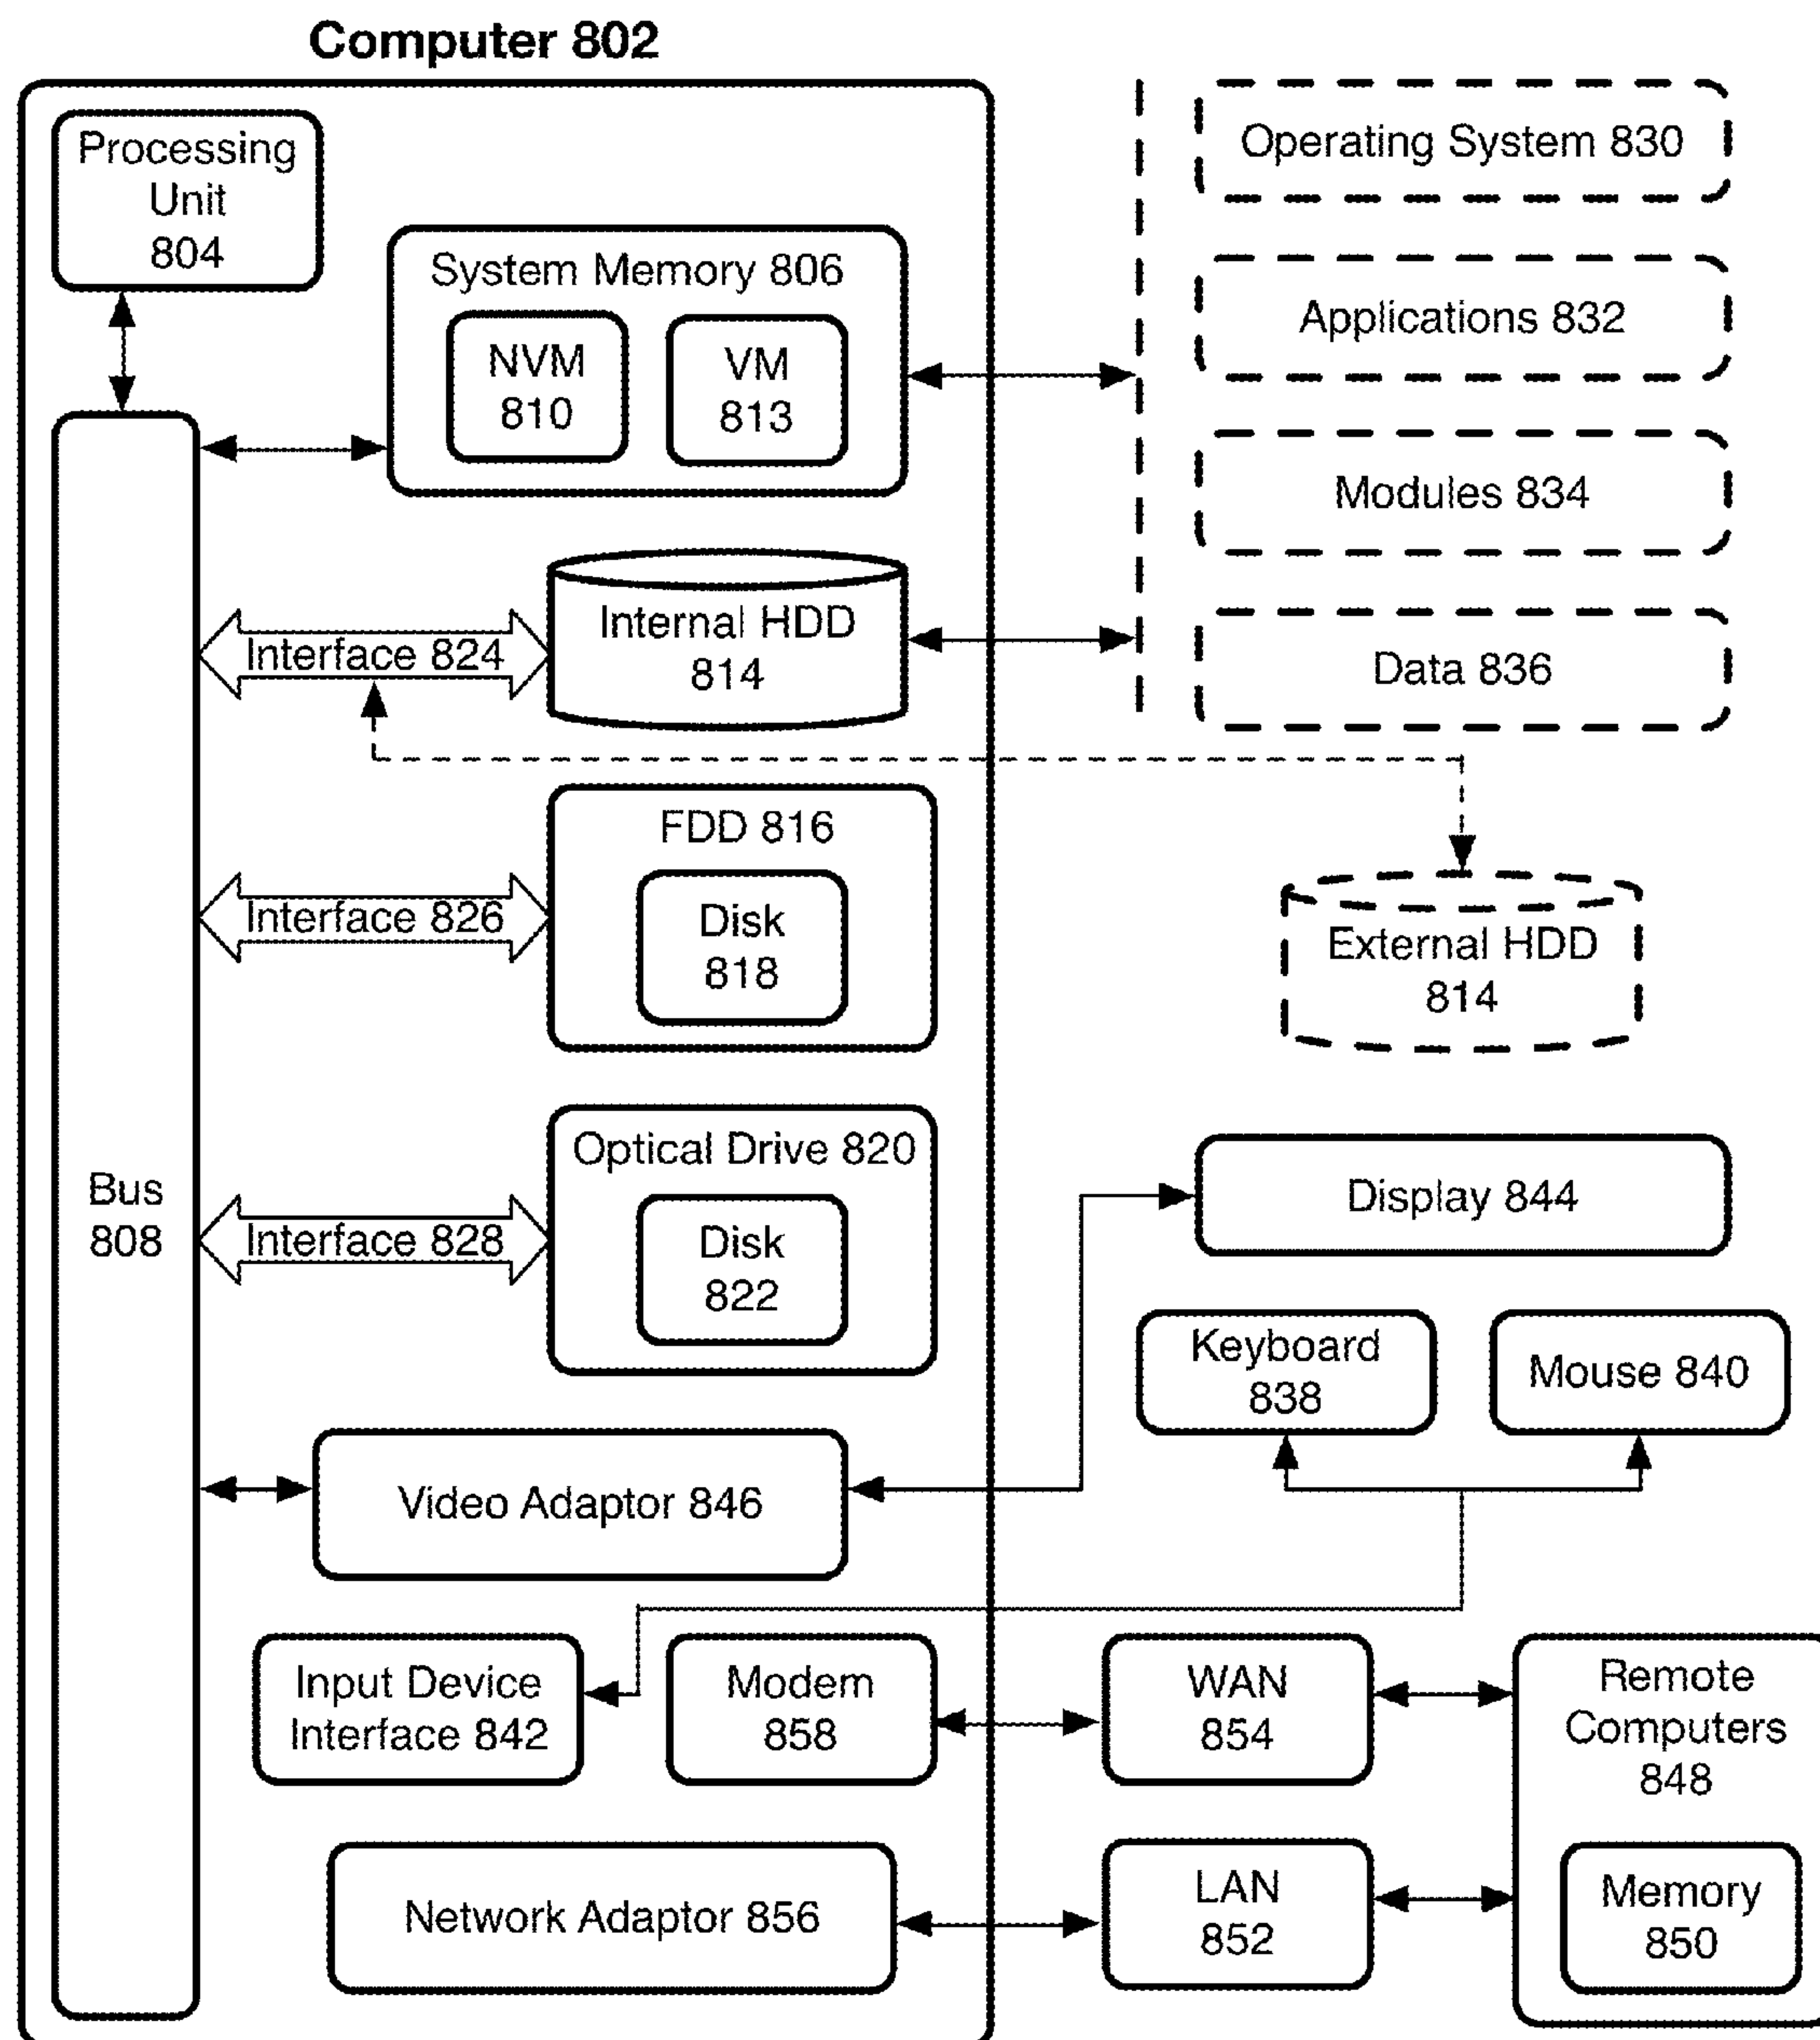 Computer 802
Processing
Unit
804
System Memory 806
NVM
810
VM
813
Operating System 830
Applications 832
Modules 834
Data 836
Interface 824
Internal HDD
814
FDD 816
Disk
818
Interface 826
External HDD
814
Bus
808
Optical Drive 820
Disk
822
Interface 828
Display 844
Keyboard
838
Mouse 840
Video Adaptor 846
Input Device
Interface 842
Modem
858
WAN
854
Remote
Computers
848
Network Adaptor 856
LAN
852
Memory
850